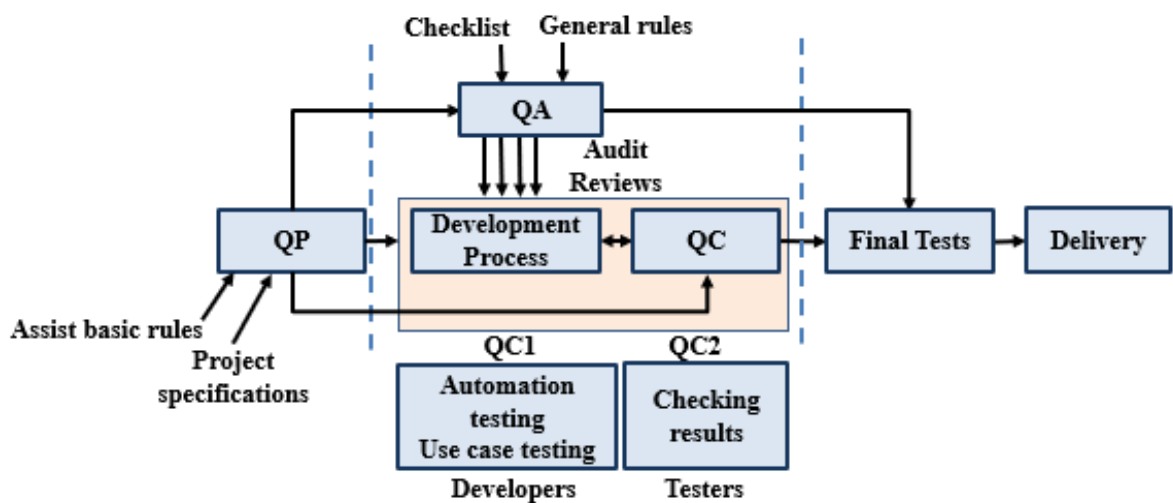 Checklist
General rules
QA
Audit
Reviews
QP
Development
Process
QC
Final Tests
Delivery
Assist basic rules
Project
specifications
QC1
QC2
Automation
testing
Use case testing
Checking
results
Developers
Testers